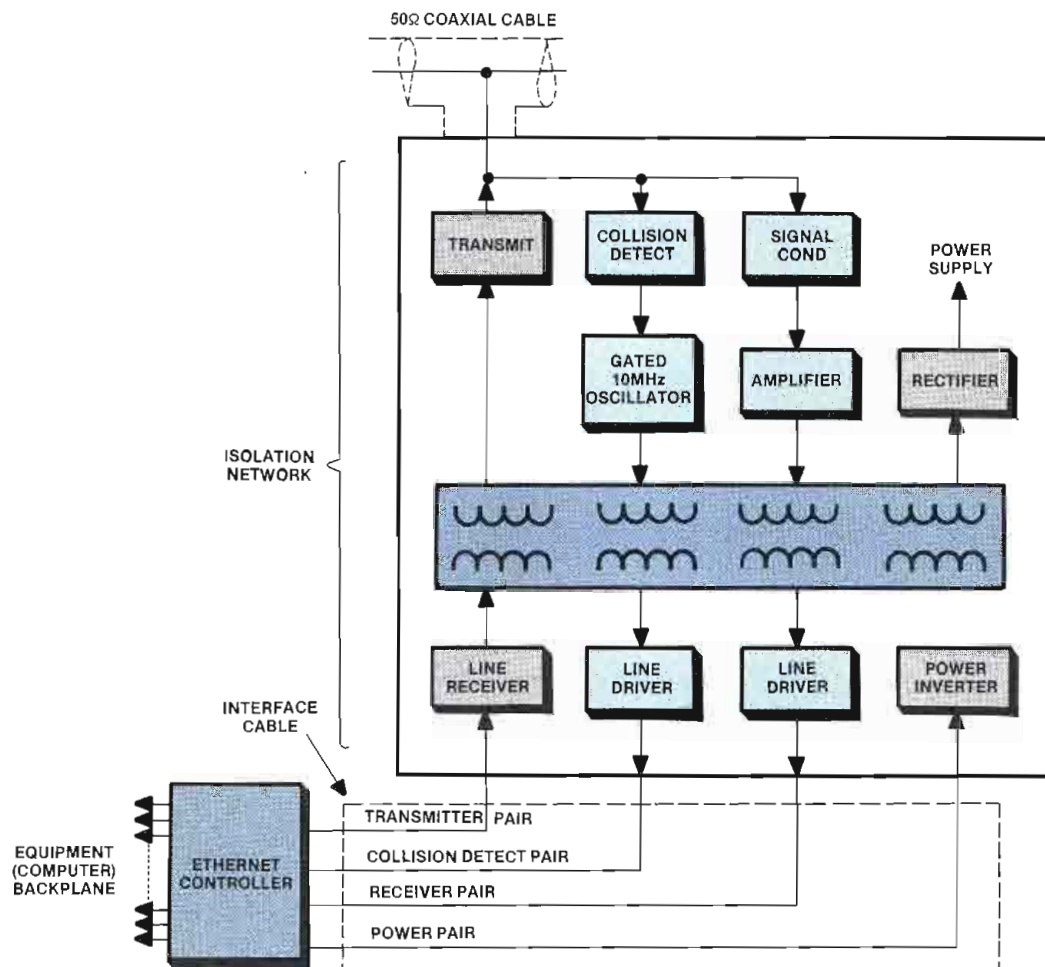 50Ω COAXIAL CABLE
TRANSMIT
COLLISION
DETECT
SIGNAL
COND
POWER
SUPPLY
GATED
10MHz
OSCILLATOR
AMPLIFIER
RECTIFIER
ISOLATION
NETWORK
LINE
RECEIVER
LINE
DRIVER
LINE
DRIVER
POWER
INVERTER
INTERFACE
CABLE
EQUIPMENT
(COMPUTER)
BACKPLANE
ETHERNET
CONTROLLER
TRANSMITTER PAIR
COLLISION DETECT PAIR
RECEIVER PAIR
POWER PAIR